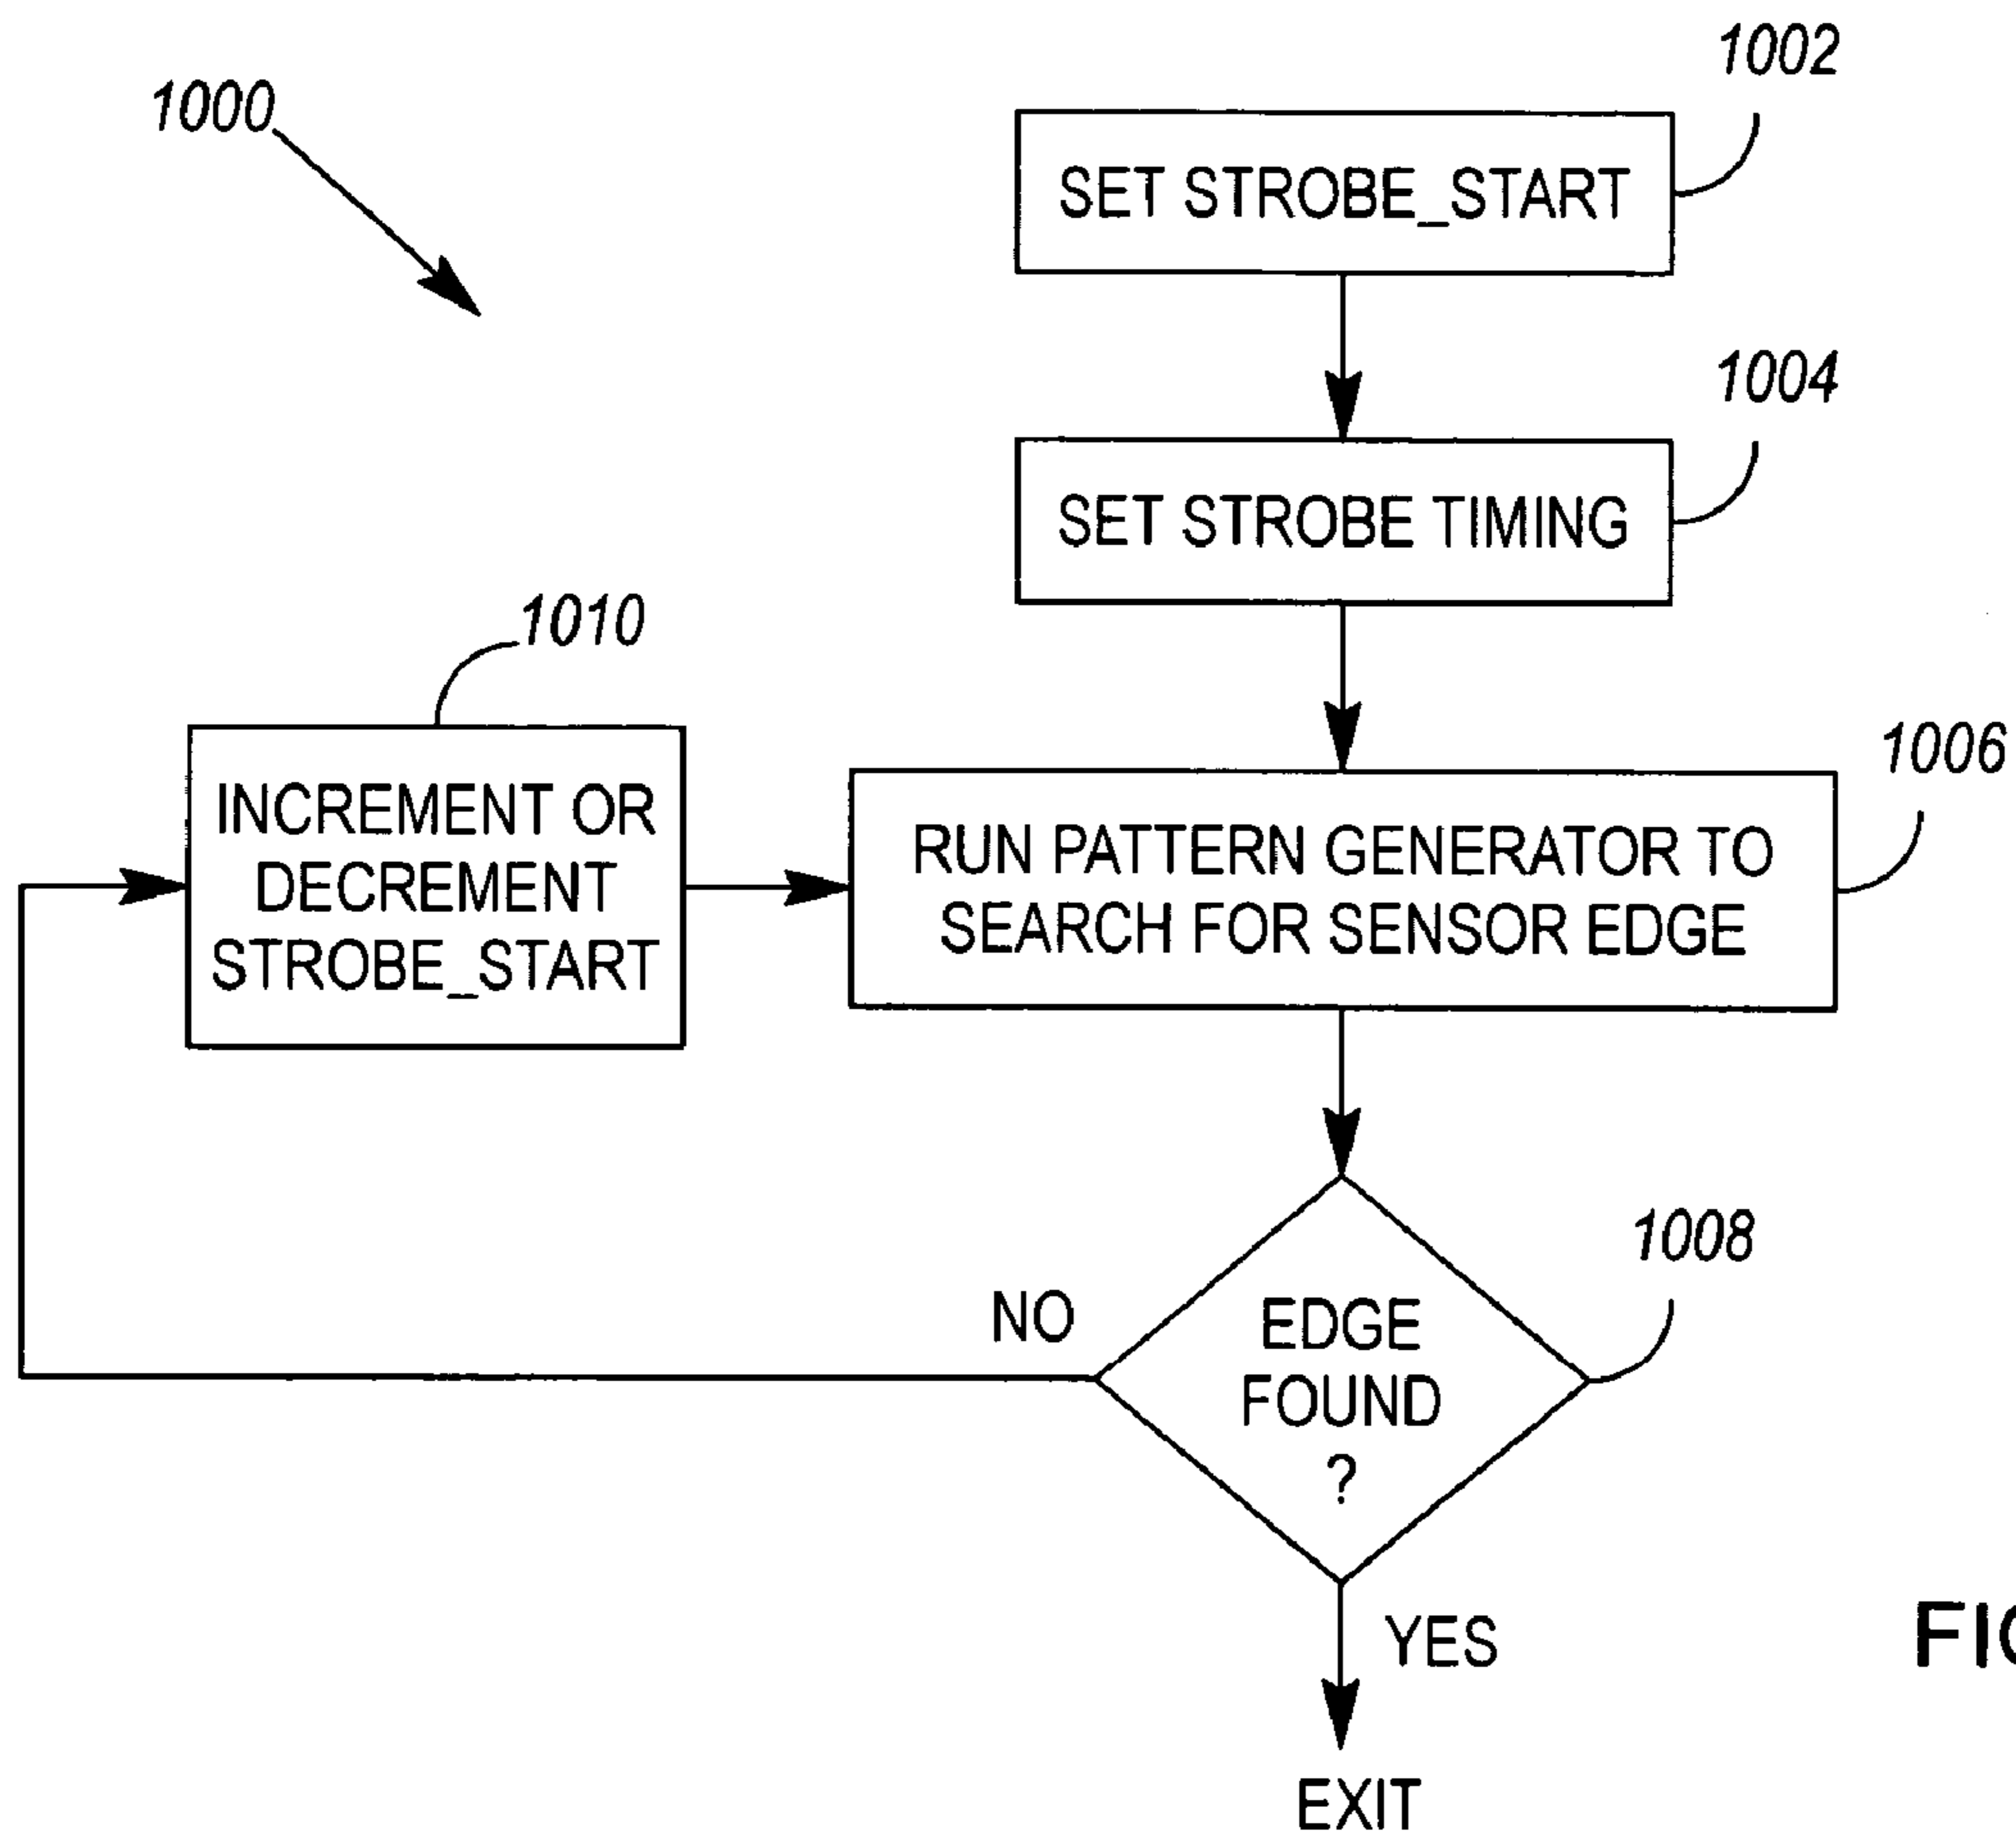 1000
1002
SET STROBE_START
1004
SET STROBE TIMING
1010
INCREMENT OR
DECREMENT
STROBE_START
1006
RUN PATTERN GENERATOR TO
SEARCH FOR SENSOR EDGE
1008
NO
EDGE
FOUND
?
YES
EXIT